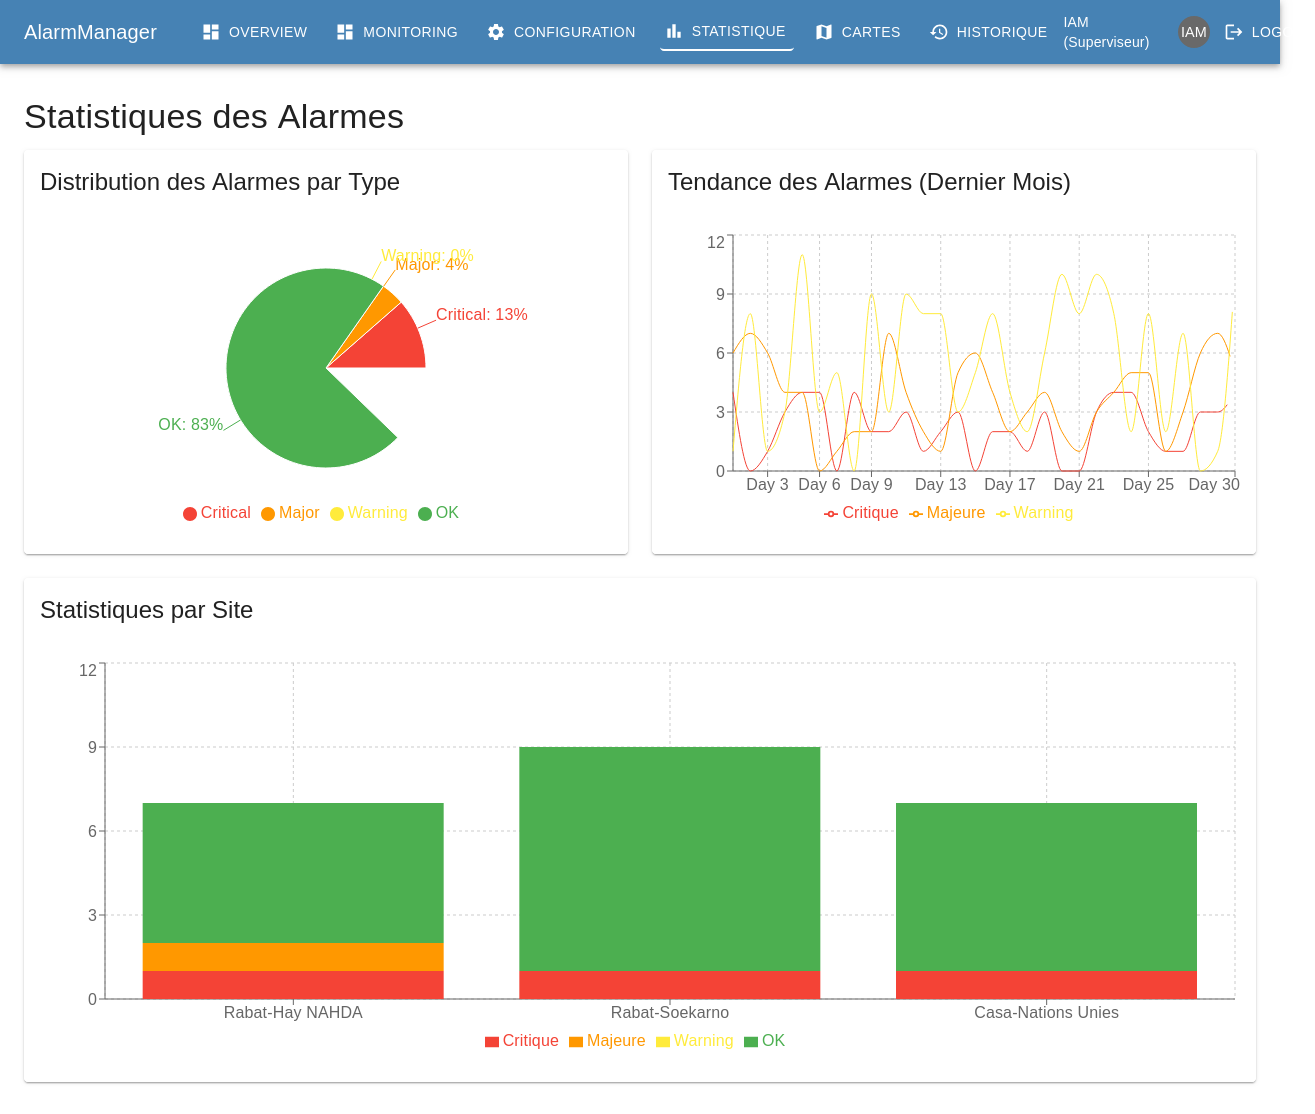 AlarmManager
OVERVIEW
MONITORING
CONFIGURATION
STATISTIQUE
CARTES
HISTORIQUE
IAM
(Superviseur)
IAM
Statistiques des Alarmes
Distribution des Alarmes par Type
Warning: 0%
Major: 4%
Critical: 13%
OK: 83%
Critical Major Warning OK
Tendance des Alarmes (Dernier Mois)
12
9
6
3
0
Day 3 Day 6 Day 9 Day 13 Day 17 Day 21 Day 25 Day 30
Critique Majeure Warning
Statistiques par Site
12
9
6
3
0
Rabat-Hay NAHDA Rabat-Soekarno Casa-Nations Unies
Critique Majeure Warning OK